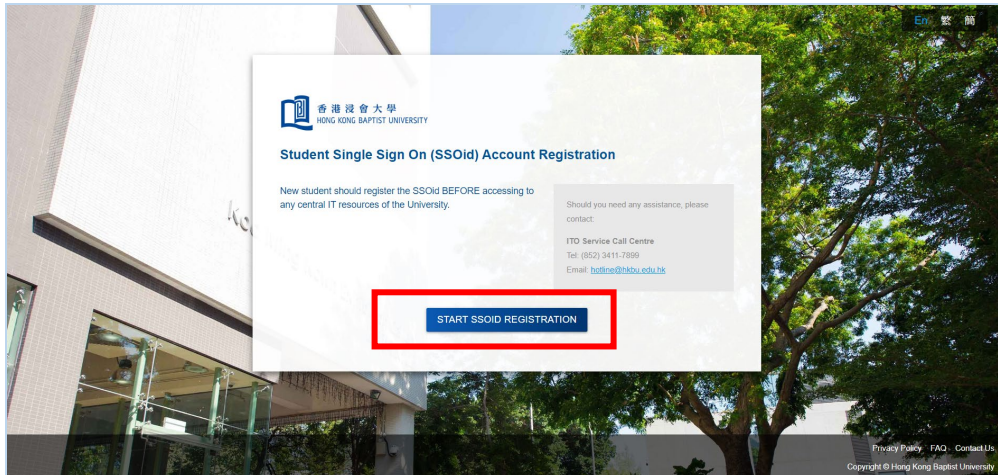 En 繁 簡
香港浸會大學
HONG KONG BAPTIST UNIVERSITY
Student Single Sign On (SSOid) Account Registration
New student should register the SSOid BEFORE accessing to
any central IT resources of the University.
Should you need any assistance, please
contact:
ITO Service Call Centre
Tel: (852) 3411-7899
Email: hotline@hkbu.edu.hk
START SSOID REGISTRATION
Privacy Policy FAQ Contact Us
Copyright © Hong Kong Baptist University